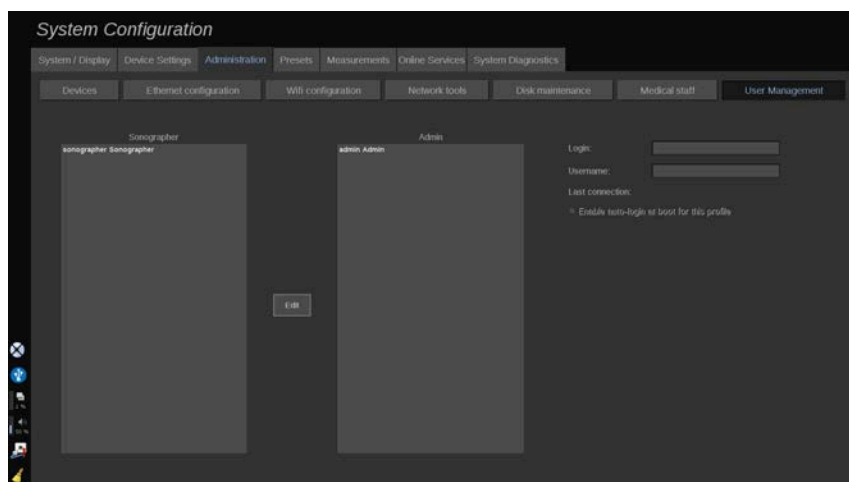 System Configuration
System / Display Device Settings Administration Presets Measurements Online Services System Diagnostics
Devices Ethernet configuration Wifi configuration Network tools Disk maintenance Medical staff User Management
Sonographer Admin
sonographer Sonographer admin Admin
Login:
Username:
Last connection:
Enable auto-login at boot for this profile
Edit